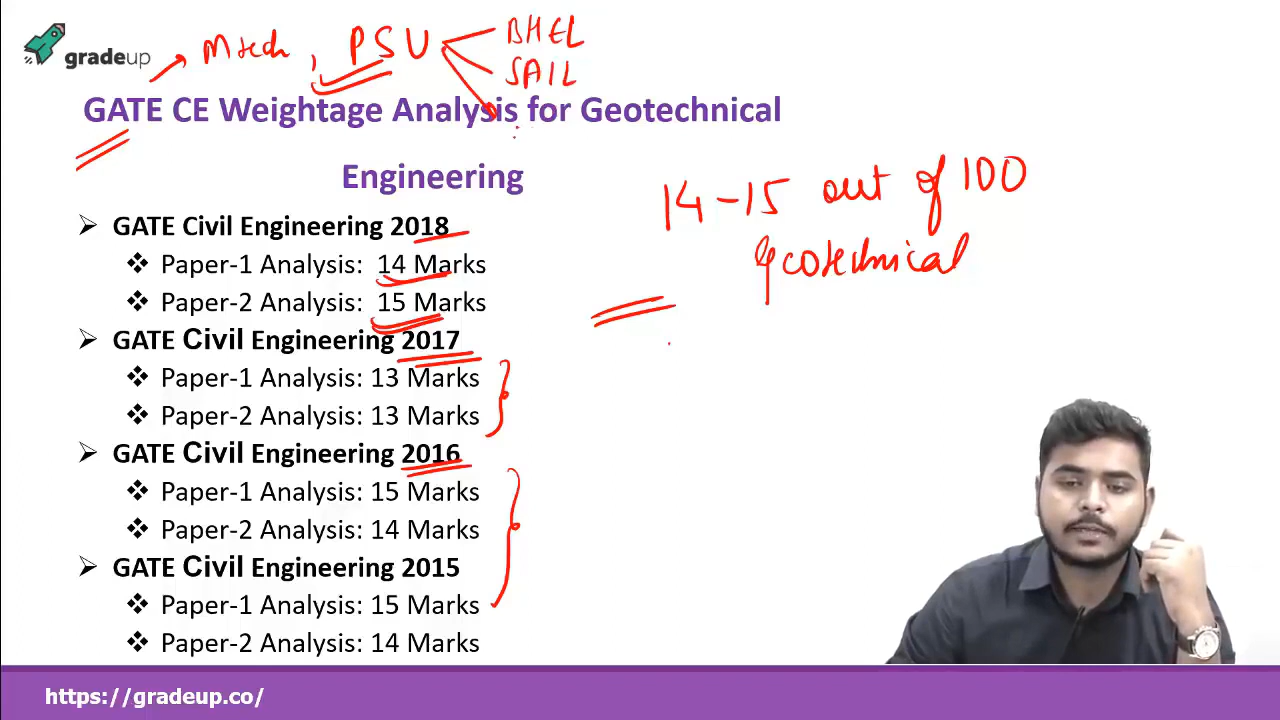 gradeup
Mtech, PSU
BHEL
SAIL
GATE CE Weightage Analysis for Geotechnical
Engineering
14-15 out of 100
Geotechnical
➢ GATE Civil Engineering 2018
❖ Paper-1 Analysis: 14 Marks
❖ Paper-2 Analysis: 15 Marks
➢ GATE Civil Engineering 2017
❖ Paper-1 Analysis: 13 Marks
❖ Paper-2 Analysis: 13 Marks
➢ GATE Civil Engineering 2016
❖ Paper-1 Analysis: 15 Marks
❖ Paper-2 Analysis: 14 Marks
➢ GATE Civil Engineering 2015
❖ Paper-1 Analysis: 15 Marks
❖ Paper-2 Analysis: 14 Marks
https://gradeup.co/